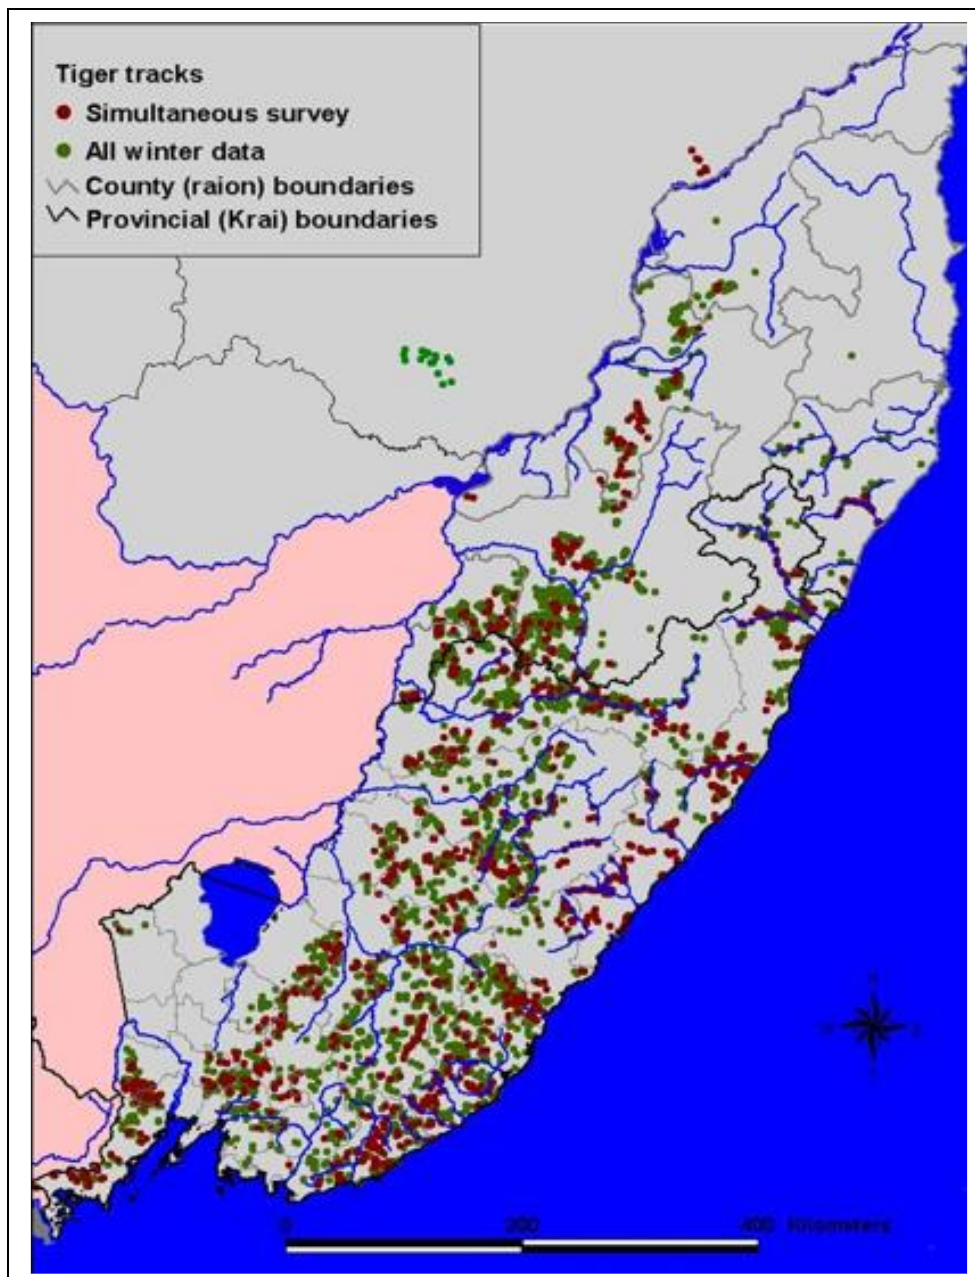 Tiger tracks
Simultaneous survey
All winter data
County (raion) boundaries
Provincial (Krai) boundaries
0 200 400 Kilometers